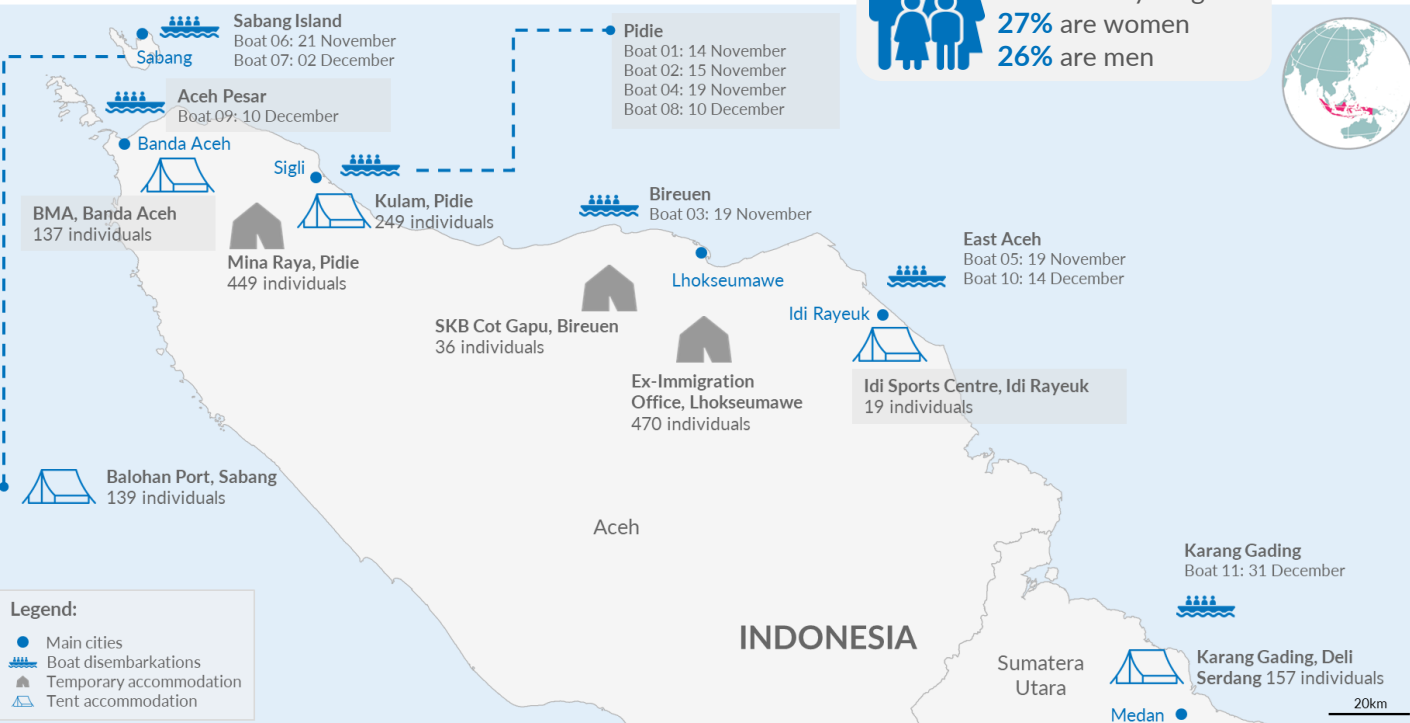 27% are women
26% are men
Sabang Island
Boat 06: 21 November
Boat 07: 02 December
Sabang
Pidie
Boat 01: 14 November
Boat 02: 15 November
Boat 04: 19 November
Boat 08: 10 December
Aceh Pesar
Boat 09: 10 December
Banda Aceh
Sigli
BMA, Banda Aceh
137 individuals
Kulam, Pidie
249 individuals
Mina Raya, Pidie
449 individuals
Bireuen
Boat 03: 19 November
Lhokseumawe
East Aceh
Boat 05: 19 November
Boat 10: 14 December
Idi Rayeuk
SKB Cot Gapu, Bireuen
36 individuals
Ex-Immigration
Office, Lhokseumawe
470 individuals
Idi Sports Centre, Idi Rayeuk
19 individuals
Balohan Port, Sabang
139 individuals
Aceh
Karang Gading
Boat 11: 31 December
INDONESIA
Sumatera
Utara
Karang Gading, Deli
Serdang 157 individuals
Medan
20km
Legend:
Main cities
Boat disembarkations
Temporary accommodation
Tent accommodation